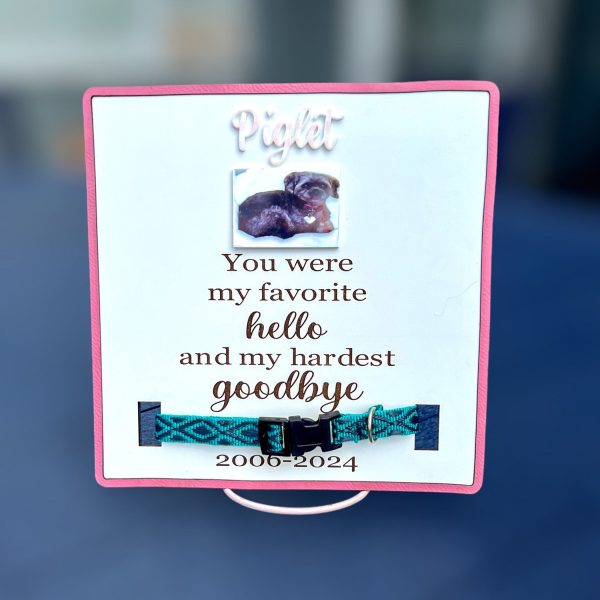 Piglet
You were
my favorite
hello
and my hardest
goodbye
2006-2024